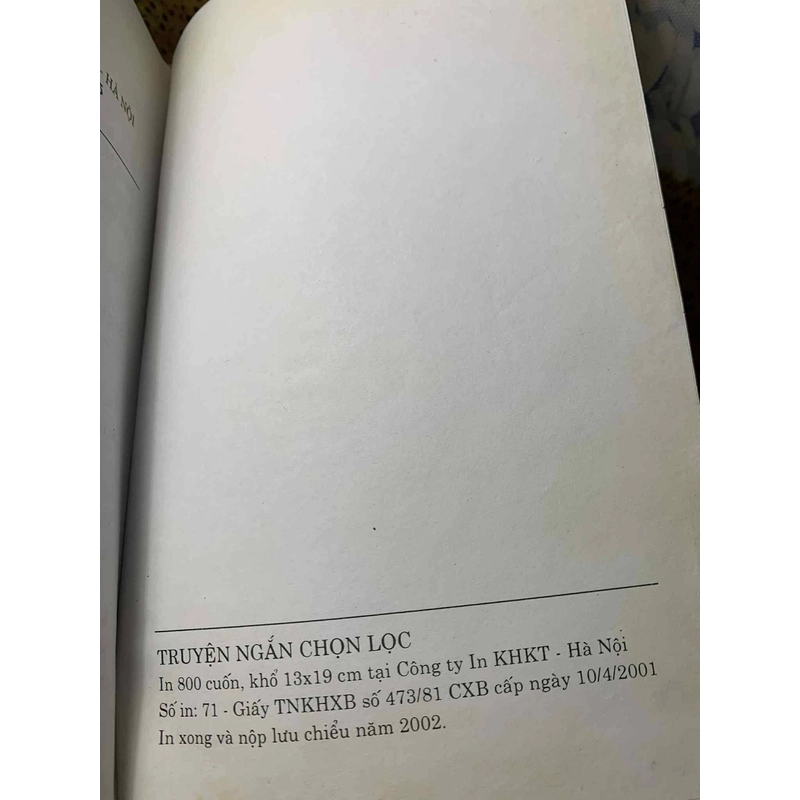 - HÀ NỘI
TRUYỆN NGẮN CHỌN LỌC
In 800 cuốn, khổ 13x19 cm tại Công ty In KHKT - Hà Nội
Số in: 71 - Giấy TNKHXB số 473/81 CXB cấp ngày 10/4/2001
In xong và nộp lưu chiểu năm 2002.